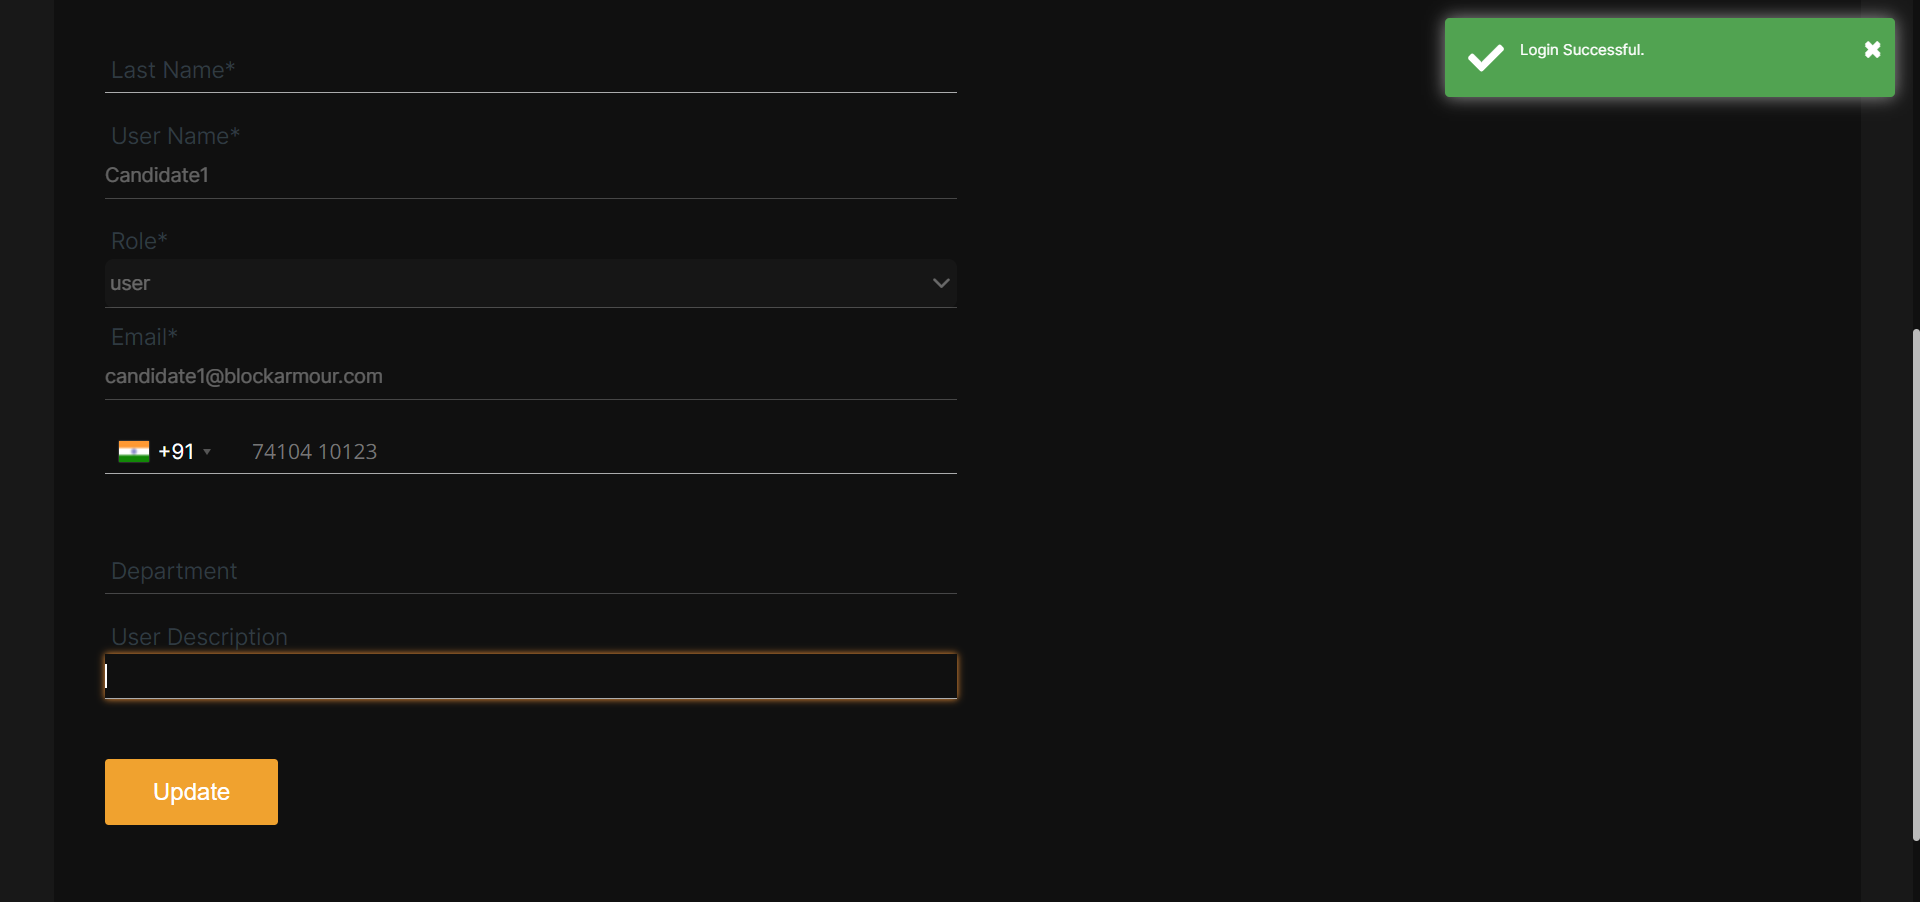 Last Name*
Login Successful.
User Name*
Candidate1
Role*
user
Email*
candidate1@blockarmour.com
+91 74104 10123
Department
User Description
Update